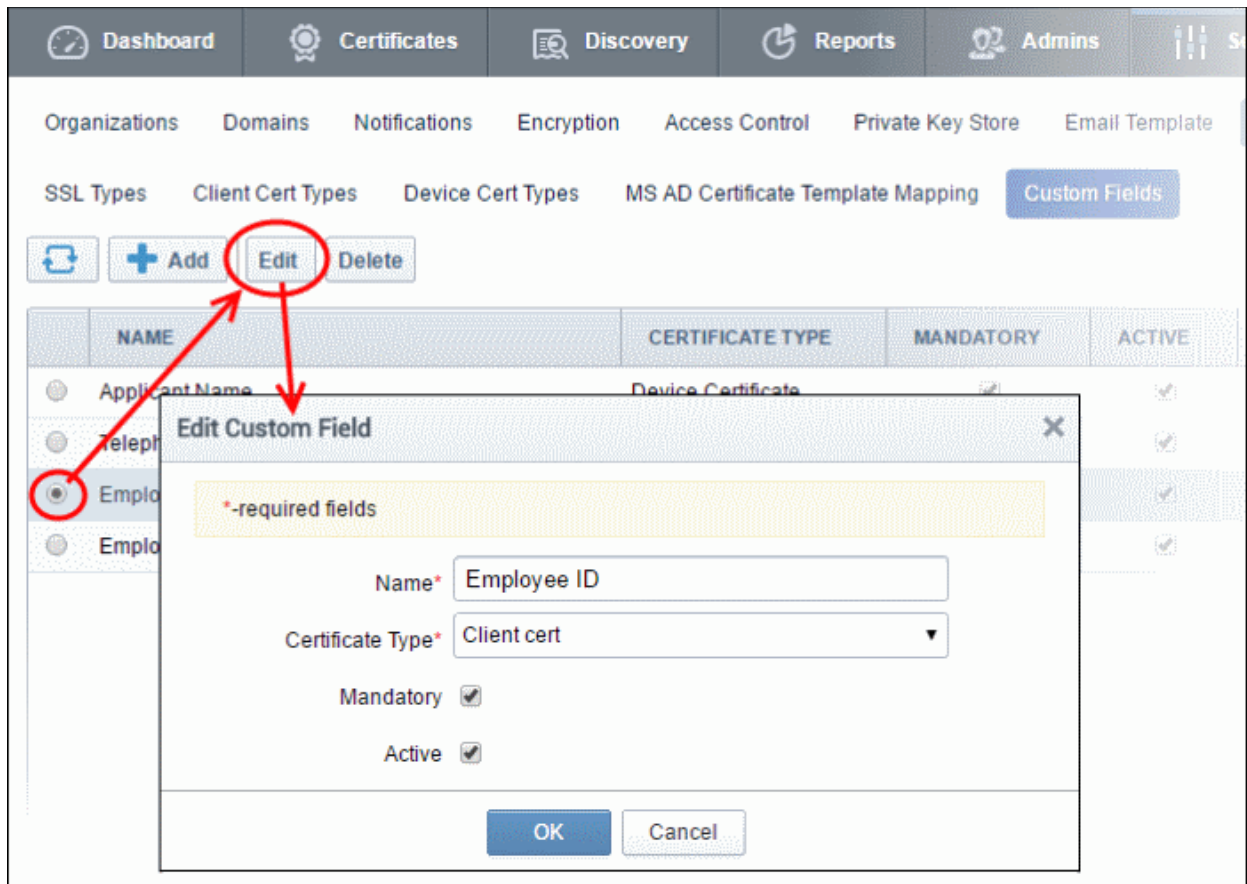 Dashboard Certificates Discovery Reports Admins
Organizations Domains Notifications Encryption Access Control Private Key Store Email Template
SSL Types Client Cert Types Device Cert Types MS AD Certificate Template Mapping Custom Fields
Add Edit Delete
NAME CERTIFICATE TYPE MANDATORY ACTIVE
Applicant Name Device Certificate
Teleph
Edit Custom Field
Emplo
*-required fields
Emplo
Name* Employee ID
Certificate Type* Client cert
Mandatory
Active
OK Cancel